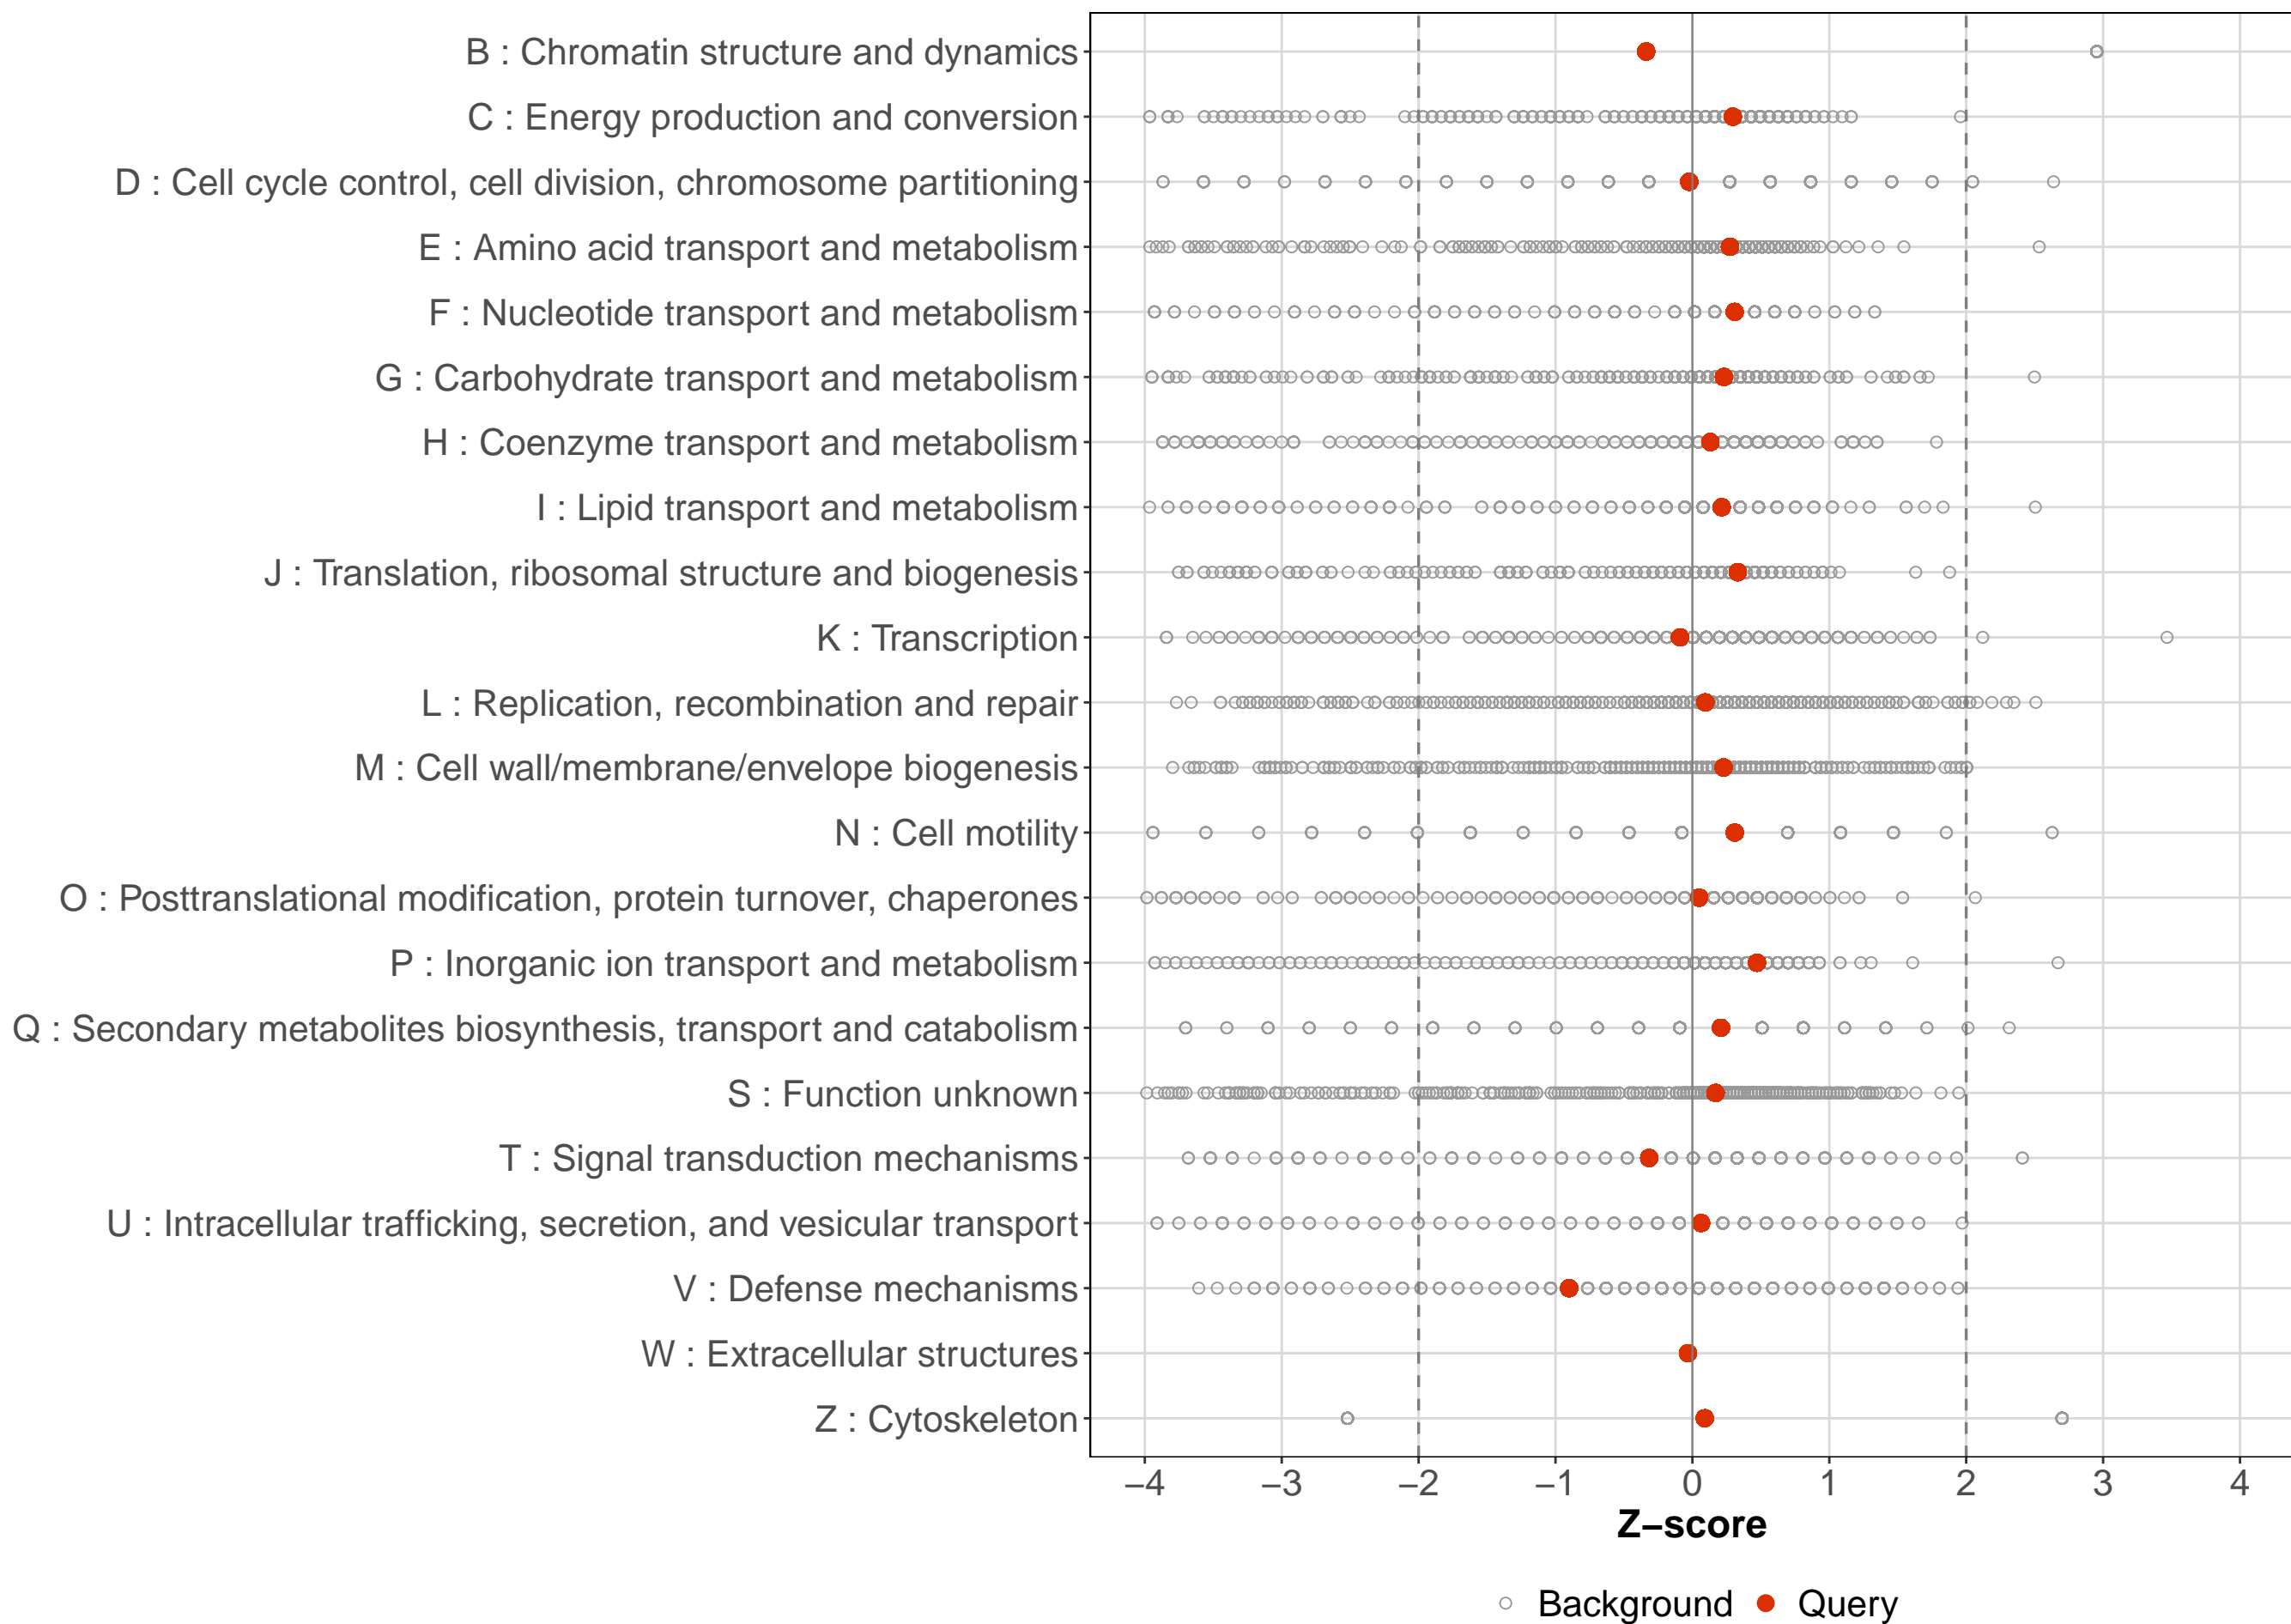 B : Chromatin structure and dynamics
C : Energy production and conversion
D : Cell cycle control, cell division, chromosome partitioning
E : Amino acid transport and metabolism
F : Nucleotide transport and metabolism
G : Carbohydrate transport and metabolism
H : Coenzyme transport and metabolism
I : Lipid transport and metabolism
J : Translation, ribosomal structure and biogenesis
K : Transcription
L : Replication, recombination and repair
M : Cell wall/membrane/envelope biogenesis
N : Cell motility
O : Posttranslational modification, protein turnover, chaperones
P : Inorganic ion transport and metabolism
Q : Secondary metabolites biosynthesis, transport and catabolism
S : Function unknown
T : Signal transduction mechanisms
U : Intracellular trafficking, secretion, and vesicular transport
V : Defense mechanisms
W : Extracellular structures
Z : Cytoskeleton
−4 −3 −2 −1 0 1 2 3 4
Z−score
Background Query